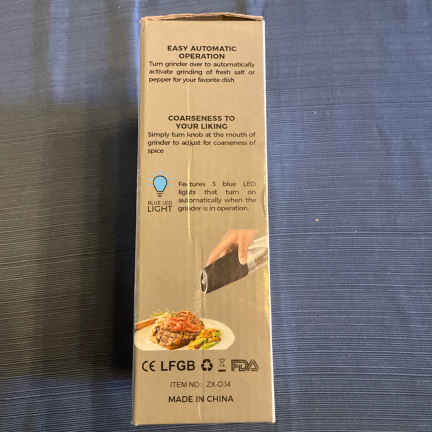 EASY AUTOMATIC
OPERATION
Turn grinder over to automatically
activate grinding of fresh salt or
pepper for your favorite dish
COARSENESS TO
YOUR LIKING
Simply turn knob at the mouth of
grinder to adjust for coarseness of
spice
Features 3 blue LED
lights that turn on
automatically when the
grinder is in operation.
BLUE LED
LIGHT
CE LFGB FDA
ITEM NO.: ZX-034
MADE IN CHINA